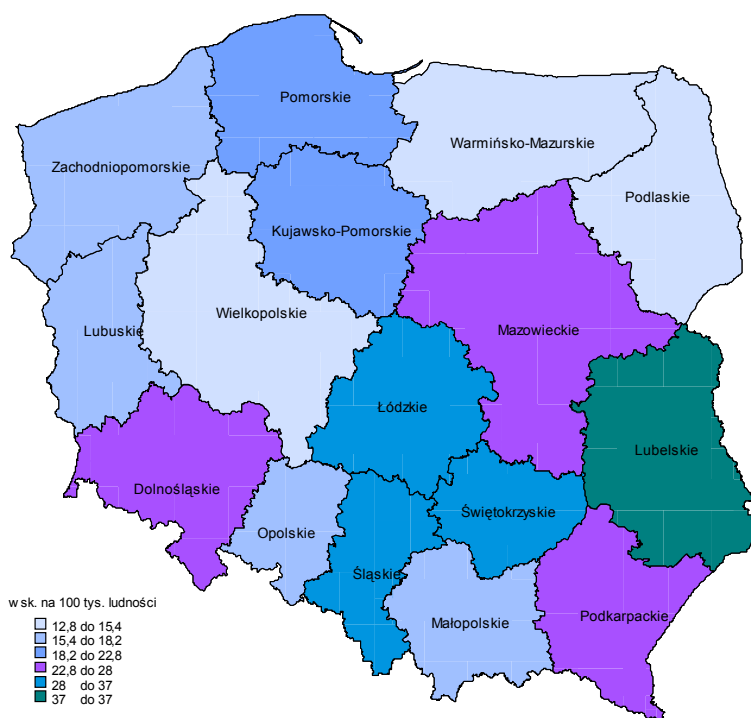 Pomorskie
Warmińsko-Mazurskie
Zachodniopomorskie
Podlaskie
Kujawsko-Pomorskie
Wielkopolskie
Lubuskie
Mazowieckie
Łódzkie
Lubelskie
Dolnośląskie
Świętokrzyskie
Opolskie
Śląskie
Małopolskie
Podkarpackie
wsk. na 100 tys. ludności
12,8 do 15,4
15,4 do 18,2
18,2 do 22,8
22,8 do 28
28 do 37
37 do 37